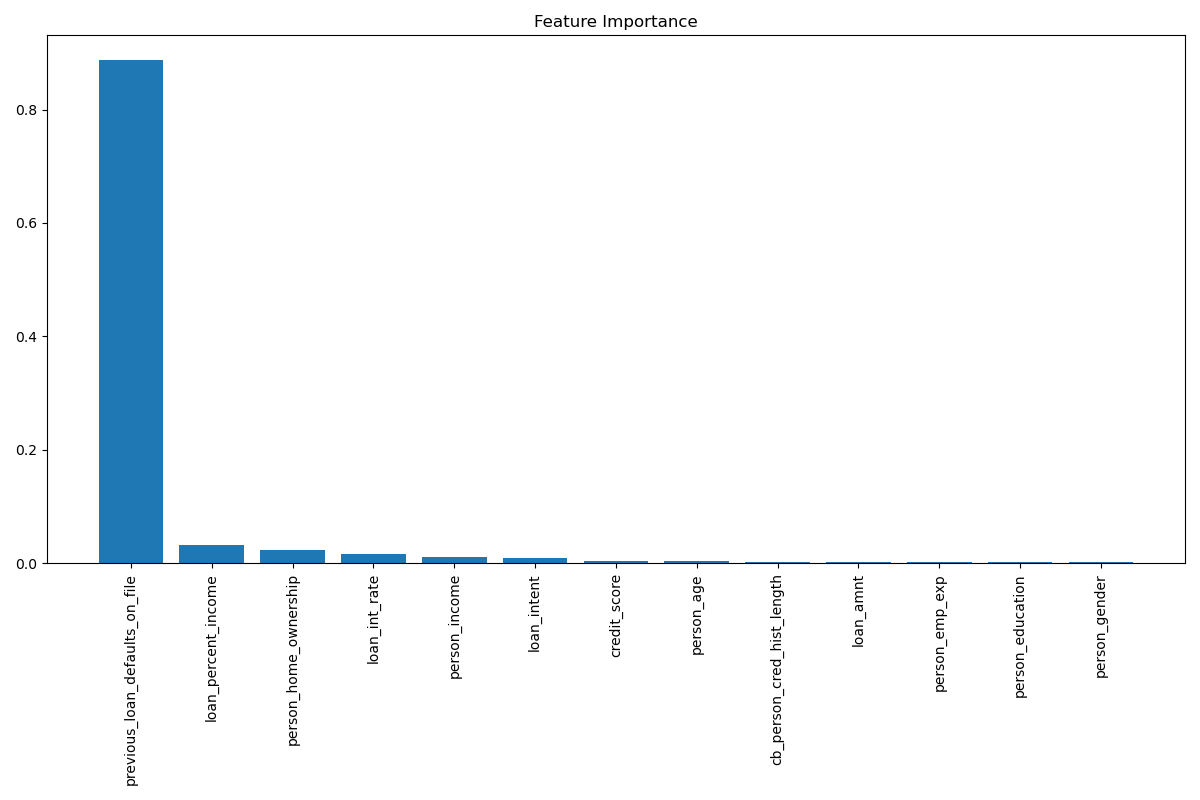 Feature Importance
0.8
0.6
0.4
0.2
0.0
previous_loan_defaults_on_file
loan_percent_income
person_home_ownership
loan_int_rate
person_income
loan_intent
credit_score
person_age
cb_person_cred_hist_length
loan_amnt
person_emp_exp
person_education
person_gender